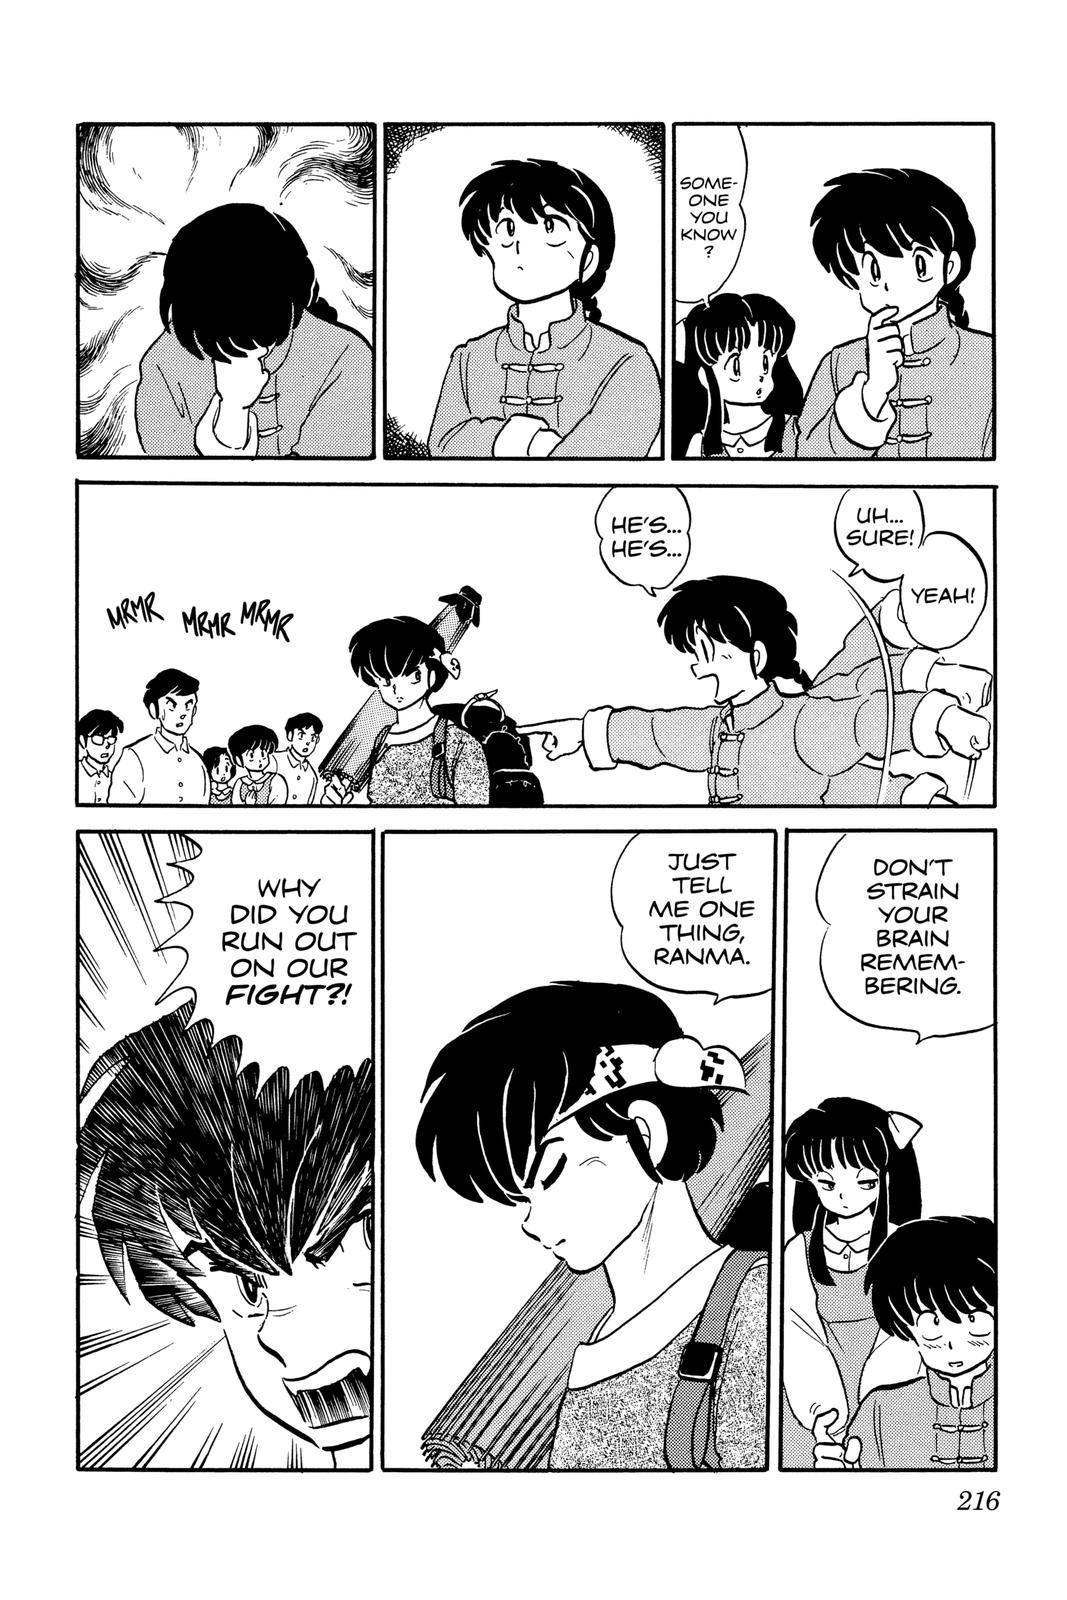 SOME-
ONE YOU
KNOW
?
UH...
SURE!
YEAH!
HE'S...
HE'S...
MRMR
MRMR
MRMR
DON'T
STRAIN
YOUR
BRAIN
REMEM-
BERING.
JUST
TELL
ME ONE
THING,
RANMA.
WHY
DID YOU
RUN OUT
ON OUR
FIGHT?!
216